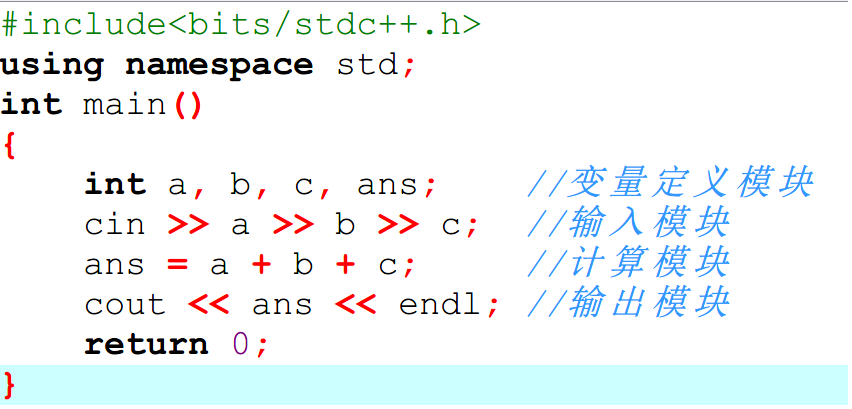 #include<bits/stdc++.h>
using namespace std;
int main()
{
    int a, b, c, ans;    //变量定义模块
    cin >> a >> b >> c;  //输入模块
    ans = a + b + c;     //计算模块
    cout << ans << endl; //输出模块
    return 0;
}